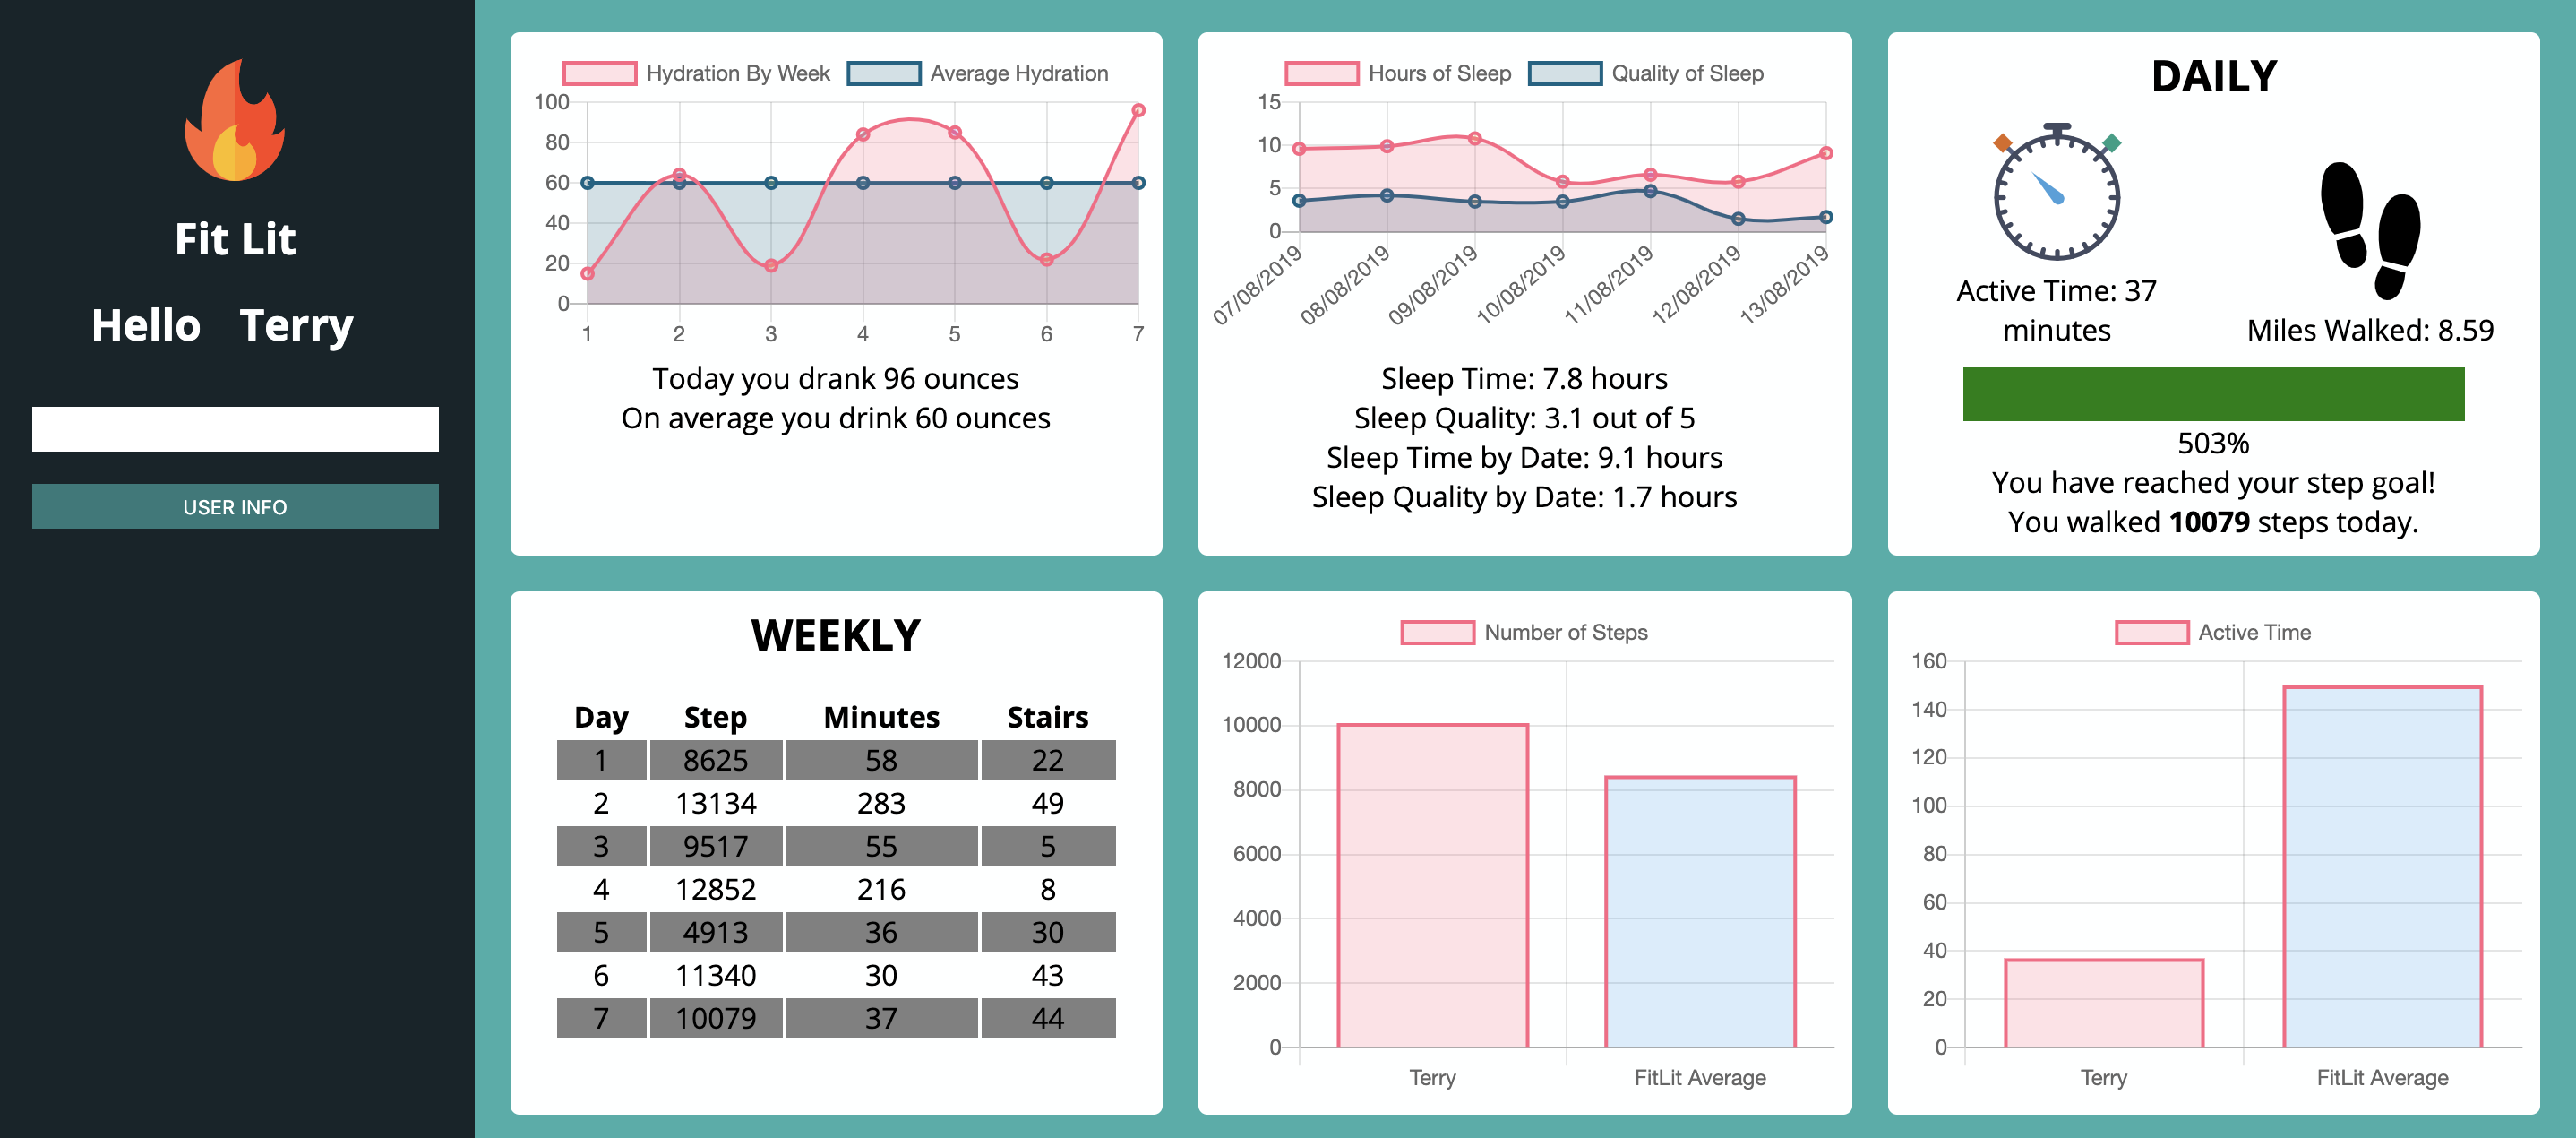 Fit Lit
Hello Terry
USER INFO
Hydration By Week Average Hydration
100
80
60
40
20
0
1 2 3 4 5 6 7
Today you drank 96 ounces
On average you drink 60 ounces
Hours of Sleep Quality of Sleep
15
10
5
0
07/08/2019 08/08/2019 09/08/2019 10/08/2019 11/08/2019 12/08/2019 13/08/2019
Sleep Time: 7.8 hours
Sleep Quality: 3.1 out of 5
Sleep Time by Date: 9.1 hours
Sleep Quality by Date: 1.7 hours
DAILY
Active Time: 37
minutes
Miles Walked: 8.59
503%
You have reached your step goal!
You walked 10079 steps today.
WEEKLY
Day Step Minutes Stairs
1 8625 58 22
2 13134 283 49
3 9517 55 5
4 12852 216 8
5 4913 36 30
6 11340 30 43
7 10079 37 44
Number of Steps
12000
10000
8000
6000
4000
2000
0
Terry FitLit Average
Active Time
160
140
120
100
80
60
40
20
0
Terry FitLit Average